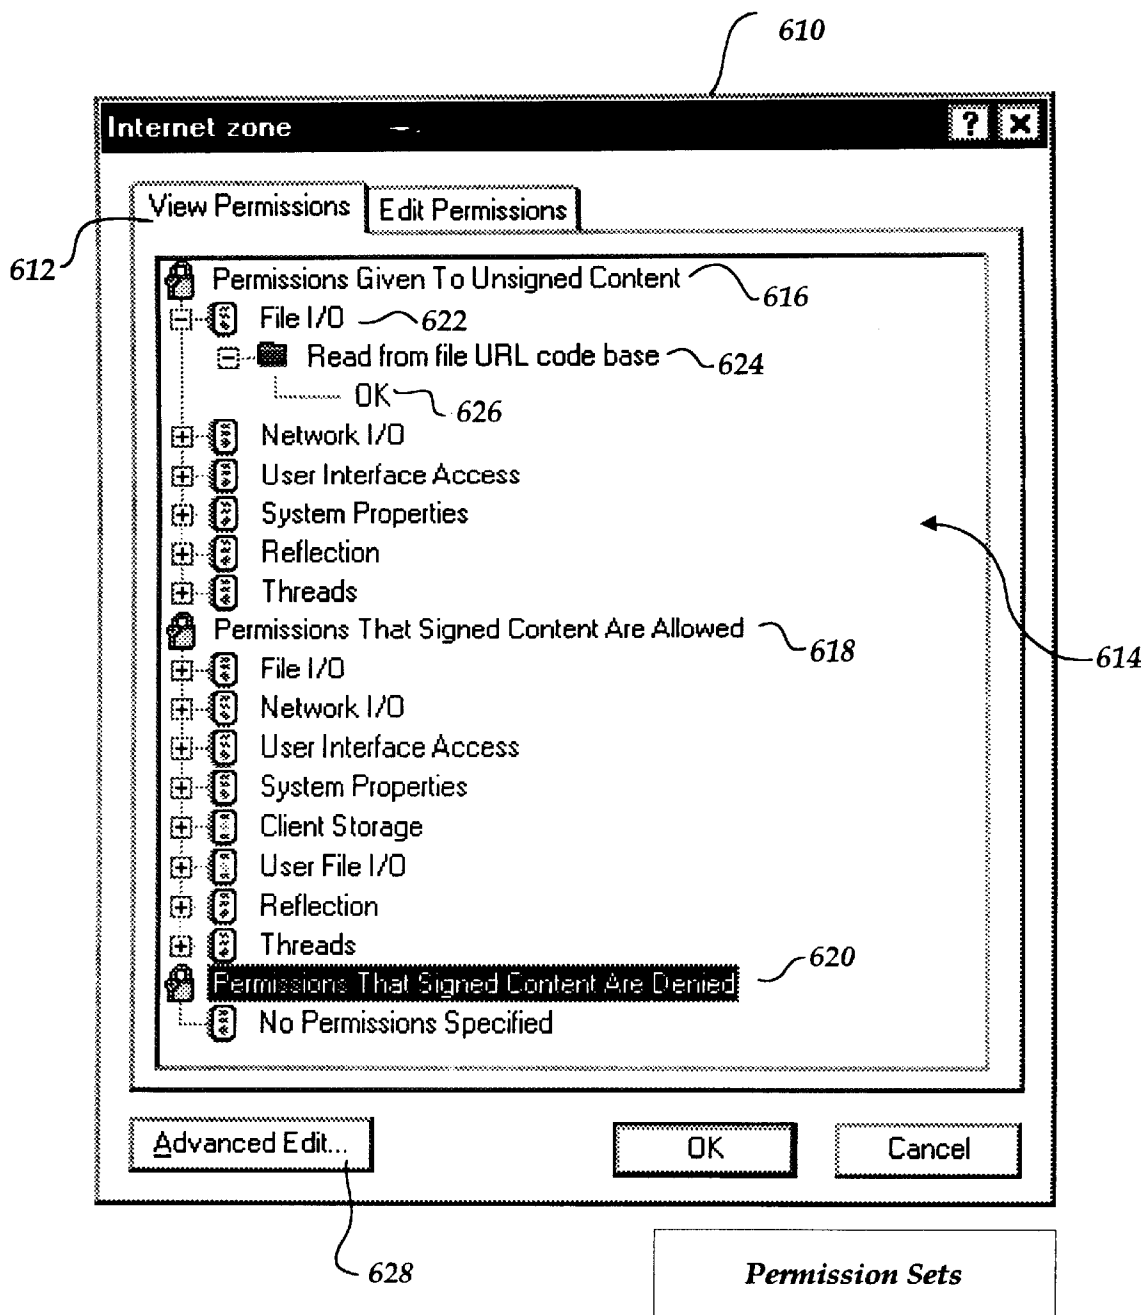 610
Internet zone
View Permissions Edit Permissions
612
Permissions Given To Unsigned Content 616
File I/O 622
Read from file URL code base 624
OK 626
Network I/O
User Interface Access
System Properties
Reflection
Threads
Permissions That Signed Content Are Allowed 618
614
File I/O
Network I/O
User Interface Access
System Properties
Client Storage
User File I/O
Reflection
Threads
Permissions That Signed Content Are Denied 620
No Permissions Specified
Advanced Edit... OK Cancel
628
Permission Sets